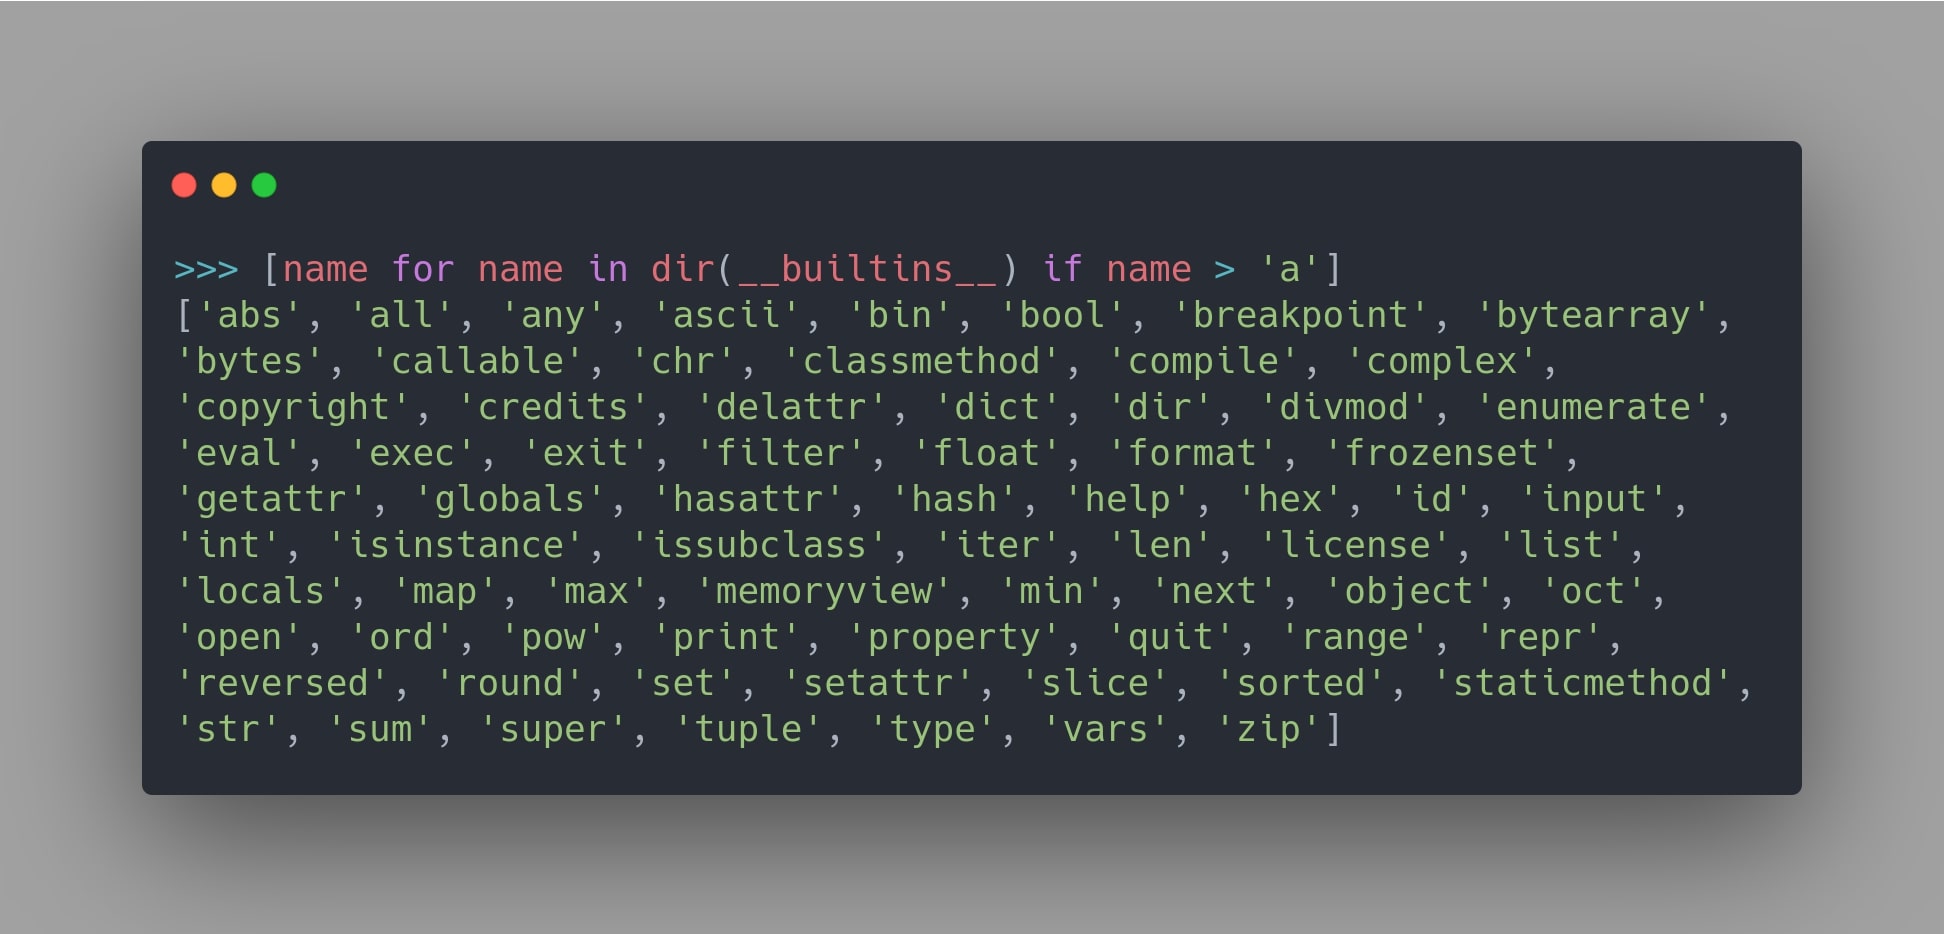 >>> [name for name in dir(__builtins__) if name > 'a']
['abs', 'all', 'any', 'ascii', 'bin', 'bool', 'breakpoint', 'bytearray',
'bytes', 'callable', 'chr', 'classmethod', 'compile', 'complex',
'copyright', 'credits', 'delattr', 'dict', 'dir', 'divmod', 'enumerate',
'eval', 'exec', 'exit', 'filter', 'float', 'format', 'frozenset',
'getattr', 'globals', 'hasattr', 'hash', 'help', 'hex', 'id', 'input',
'int', 'isinstance', 'issubclass', 'iter', 'len', 'license', 'list',
'locals', 'map', 'max', 'memoryview', 'min', 'next', 'object', 'oct',
'open', 'ord', 'pow', 'print', 'property', 'quit', 'range', 'repr',
'reversed', 'round', 'set', 'setattr', 'slice', 'sorted', 'staticmethod',
'str', 'sum', 'super', 'tuple', 'type', 'vars', 'zip']